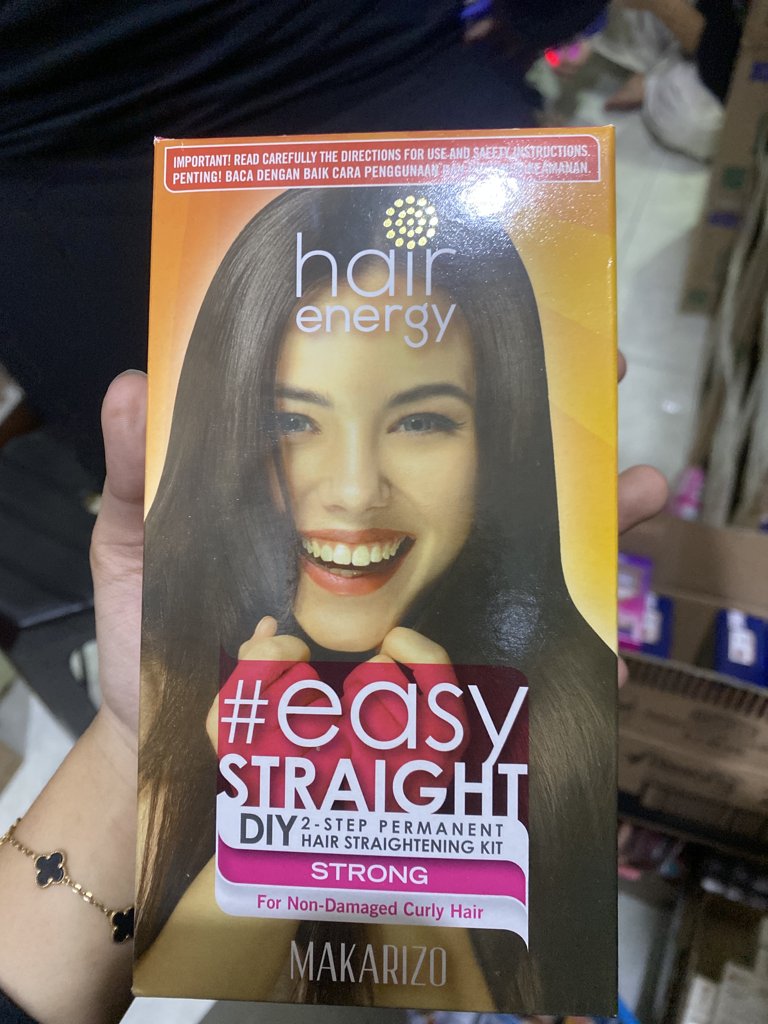 IMPORTANT! READ CAREFULLY THE DIRECTIONS FOR USE AND SAFETY INSTRUCTIONS.
PENTING! BACA DENGAN BAIK CARA PENGGUNAAN
hair
energy
#easy
STRAIGHT
DIY 2-STEP PERMANENT
HAIR STRAIGHTENING KIT
STRONG
For Non-Damaged Curly Hair
MAKARIZO